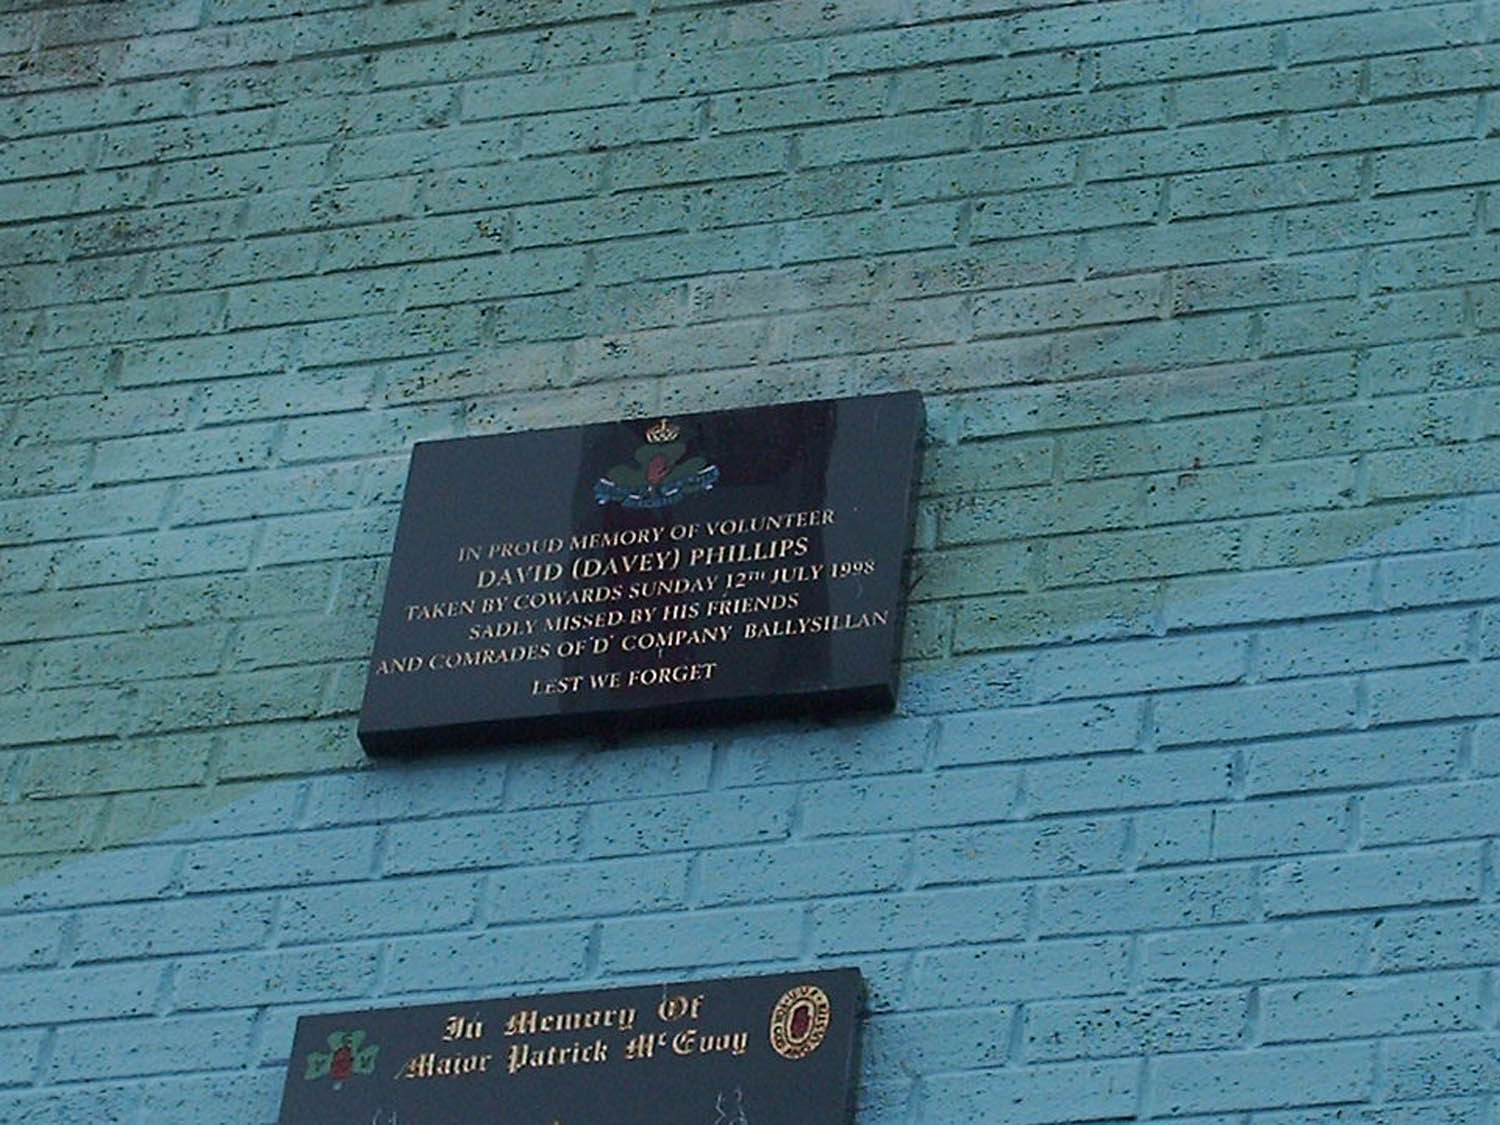 IN PROUD MEMORY OF VOLUNTEER
DAVID (DAVEY) PHILLIPS
TAKEN BY COWARDS SUNDAY 12TH JULY 1998
SADLY MISSED BY HIS FRIENDS
AND COMRADES OF 'D' COMPANY BALLYSILLAN
LEST WE FORGET
In Memory Of
Major Patrick McEvoy